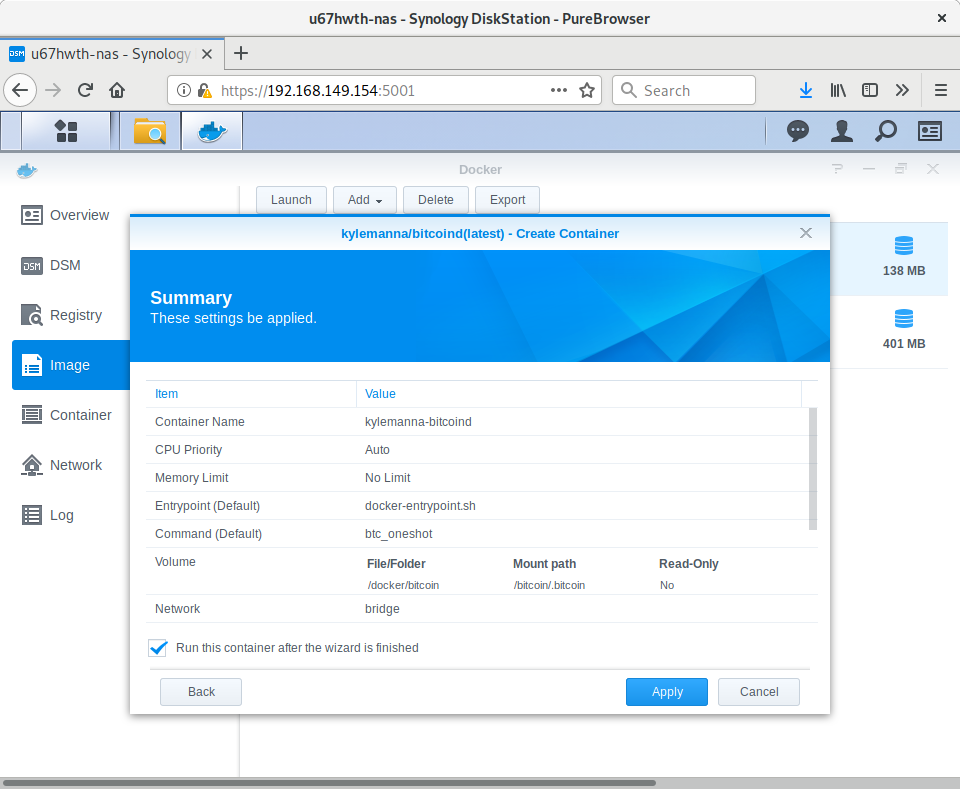 u67hwth-nas - Synology DiskStation - PureBrowser
DSM u67hwth-nas - Synology
https://192.168.149.154:5001
Search
Docker
Overview
DSM DSM
Registry
Image
Container
Network
Log
Launch
Add
Delete
Export
138 MB
401 MB
kylemanna/bitcoind(latest) - Create Container
Summary
These settings be applied.
Item Value
Container Name kylemanna-bitcoind
CPU Priority Auto
Memory Limit No Limit
Entrypoint (Default) docker-entrypoint.sh
Command (Default) btc_oneshot
Volume File/Folder Mount path Read-Only
/docker/bitcoin /bitcoin/.bitcoin No
Network bridge
Run this container after the wizard is finished
Back Apply Cancel